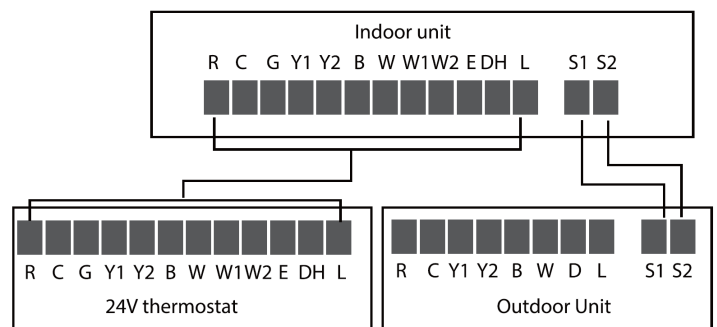 Indoor unit
R C G Y1 Y2 B W W1 W2 E DH L S1 S2
R C G Y1 Y2 B W W1 W2 E DH L
24V thermostat
R C Y1 Y2 B W D L S1 S2
Outdoor Unit